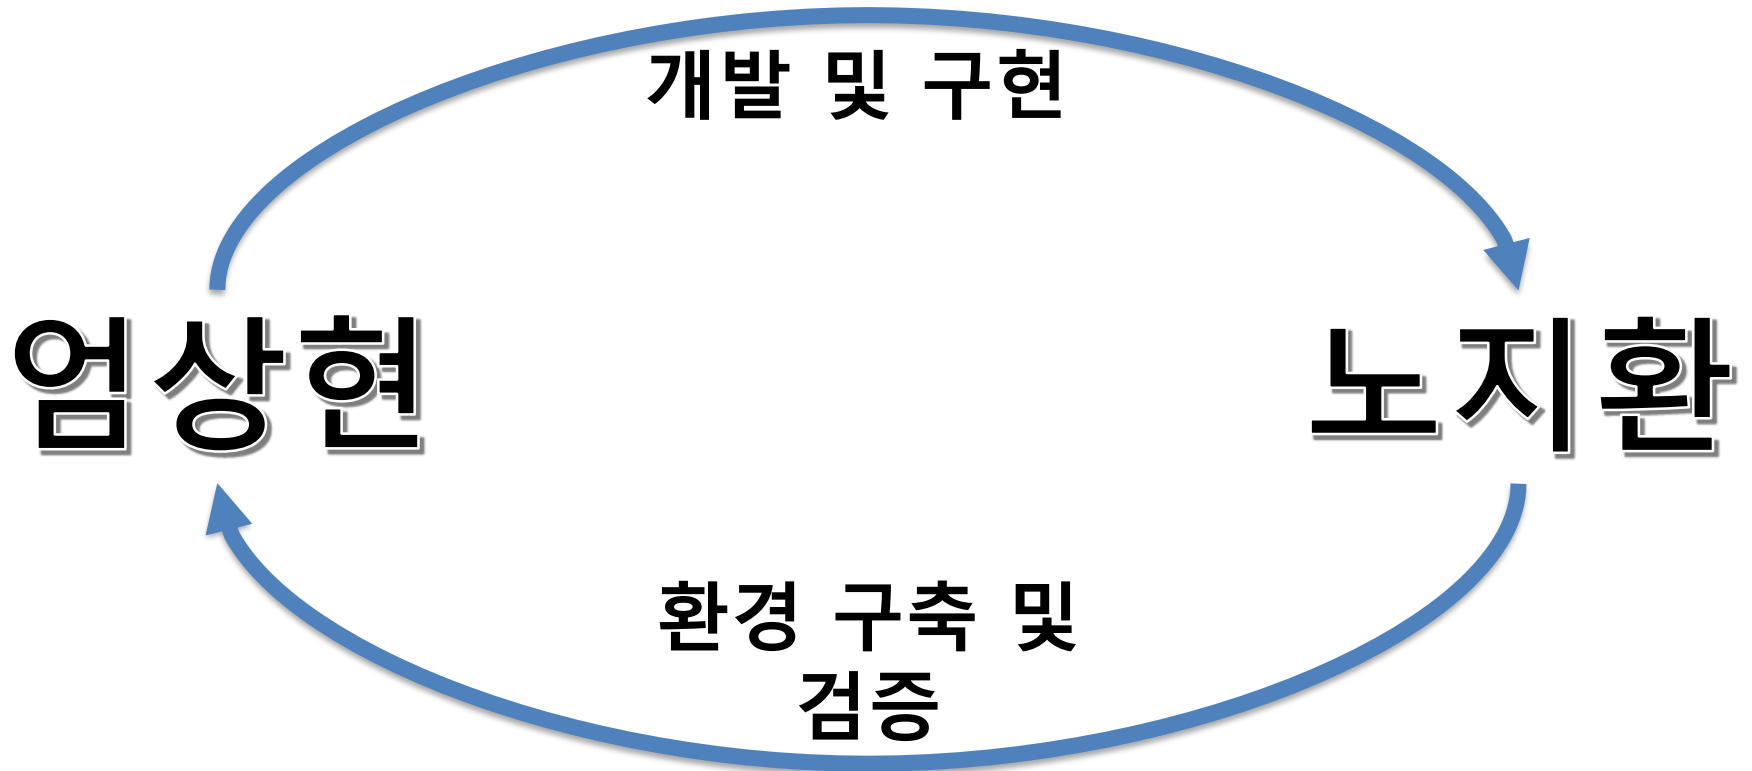 개발 및 구현
엄상현
노지환
환경 구축 및
검증